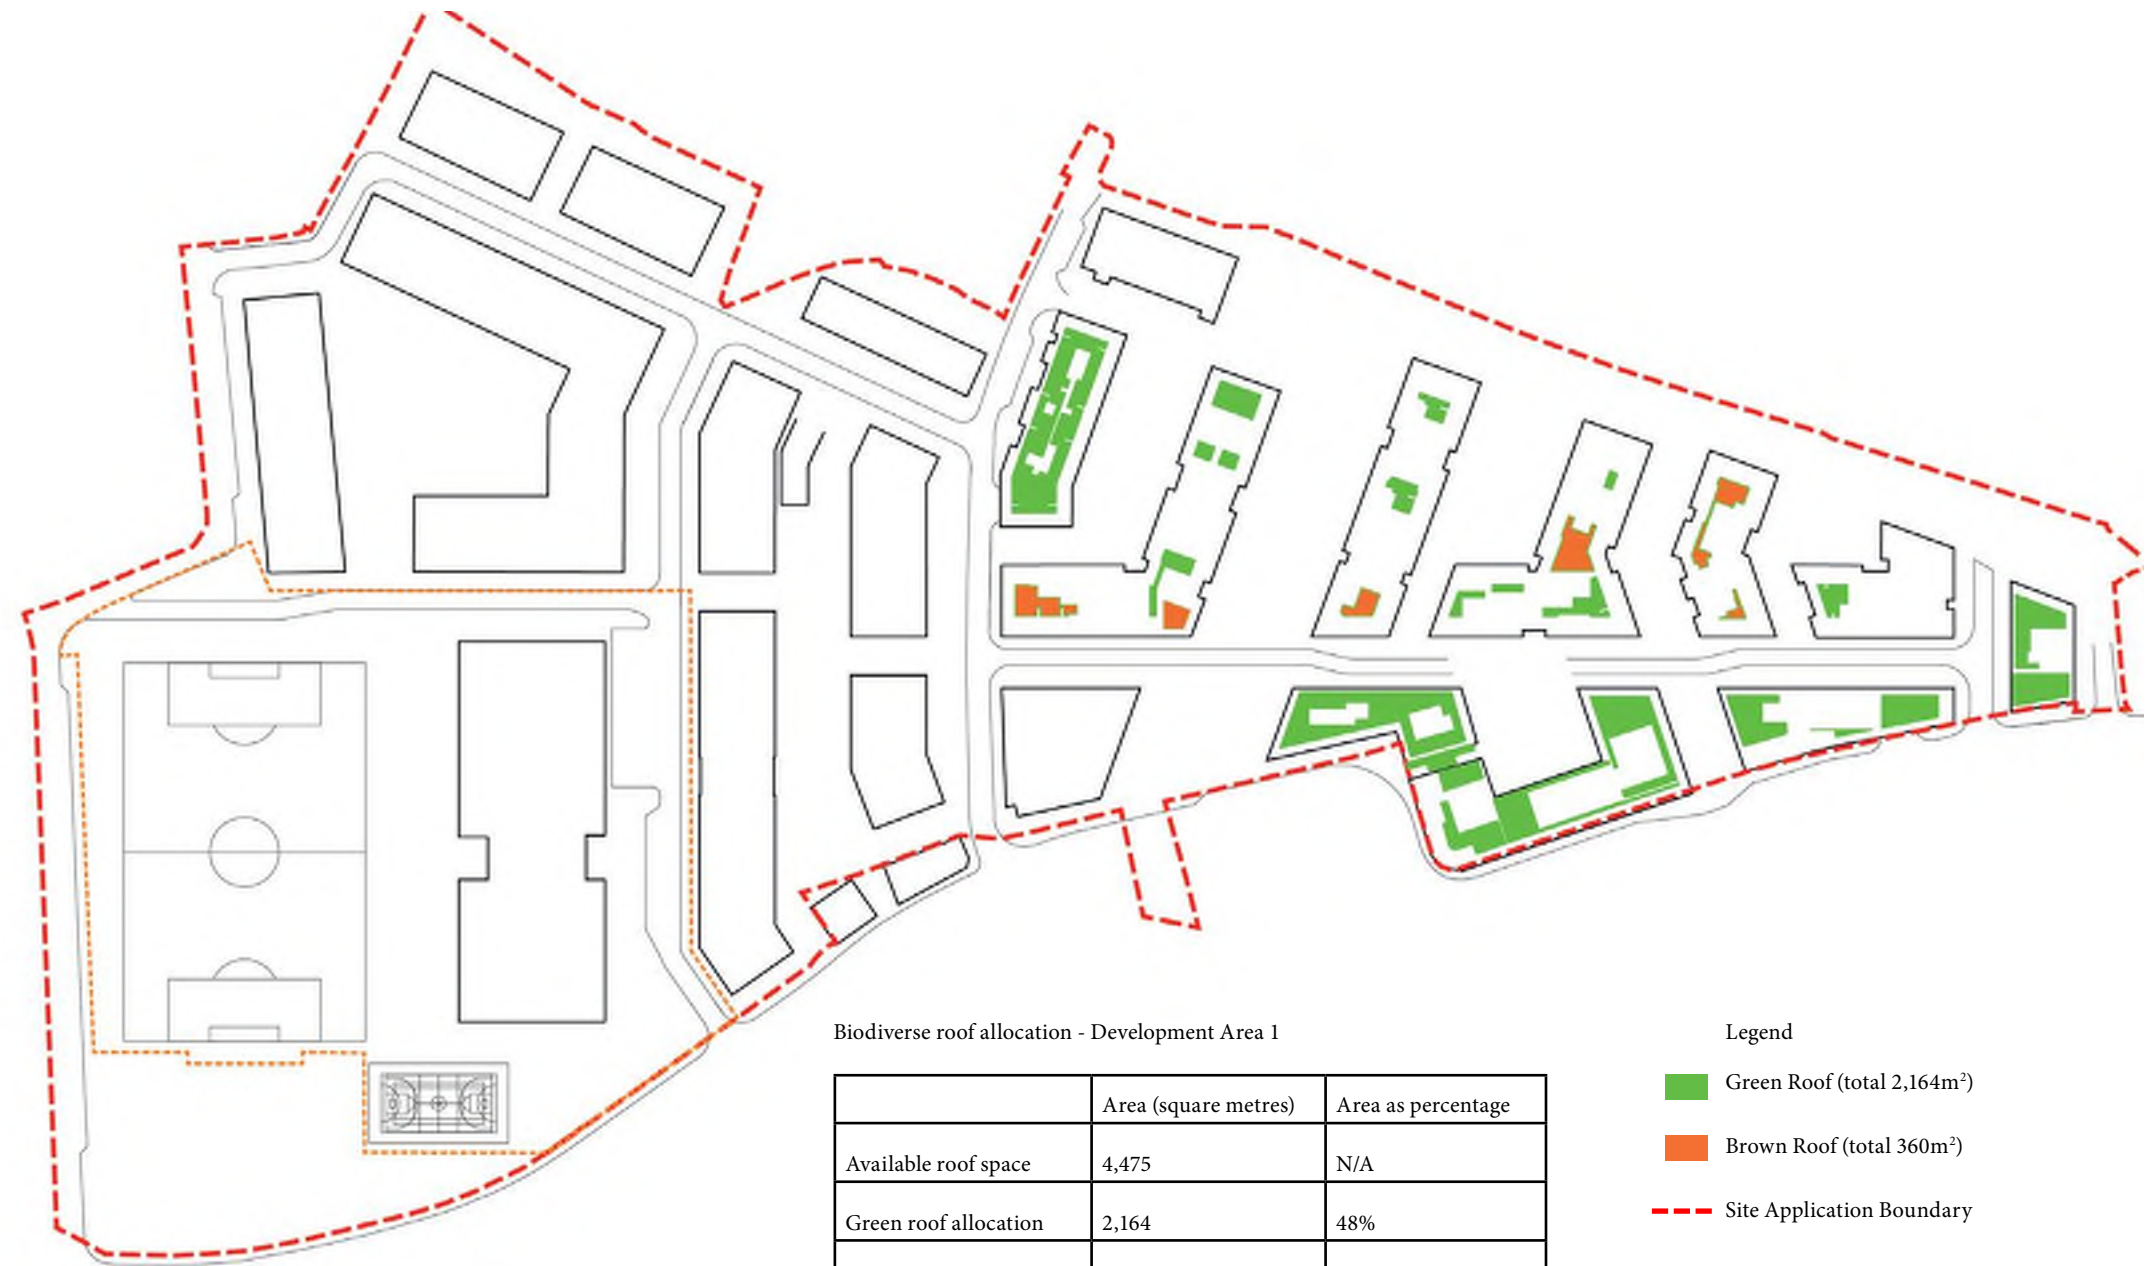 Biodiverse roof allocation - Development Area 1
Area (square metres) Area as percentage
Available roof space 4,475 N/A
Green roof allocation 2,164 48%
Legend
Green Roof (total 2,164m²)
Brown Roof (total 360m²)
Site Application Boundary